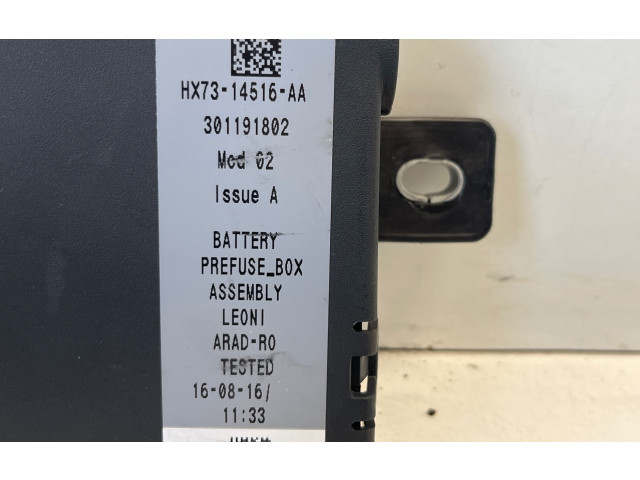 HX73-14516-AA
301191802
Mod 02
Issue A
BATTERY
PREFUSE_BOX
ASSEMBLY
LEONI
ARAD-RO
TESTED
16-08-16/
11:33